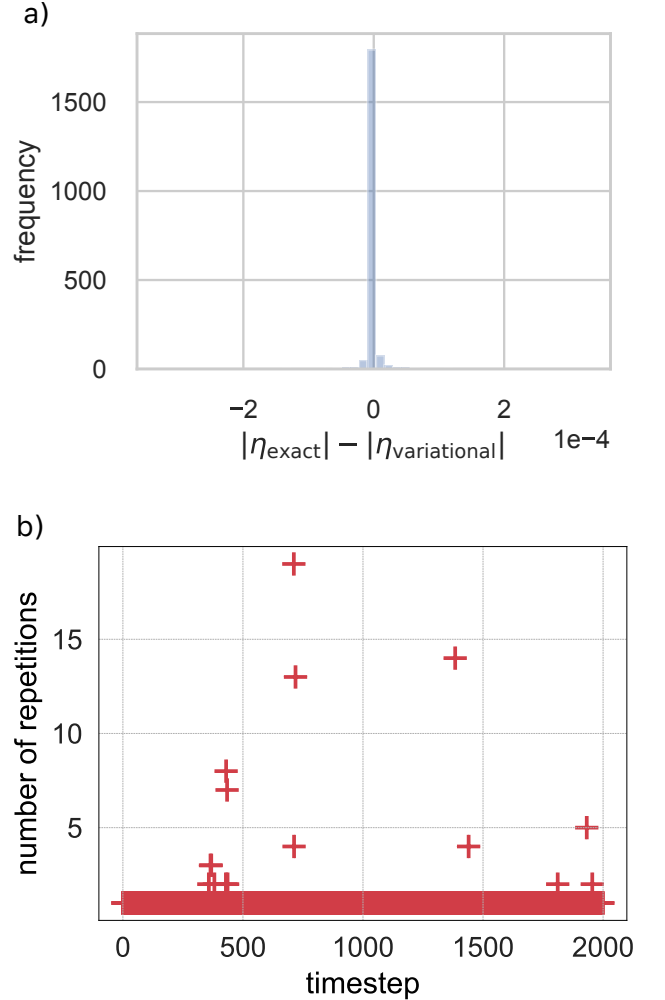 a)
1500
1000
500
0
frequency
−2 0 2
|η_exact| − |η_variational| 1e−4
b)
15
10
5
number of repetitions
0 500 1000 1500 2000
timestep